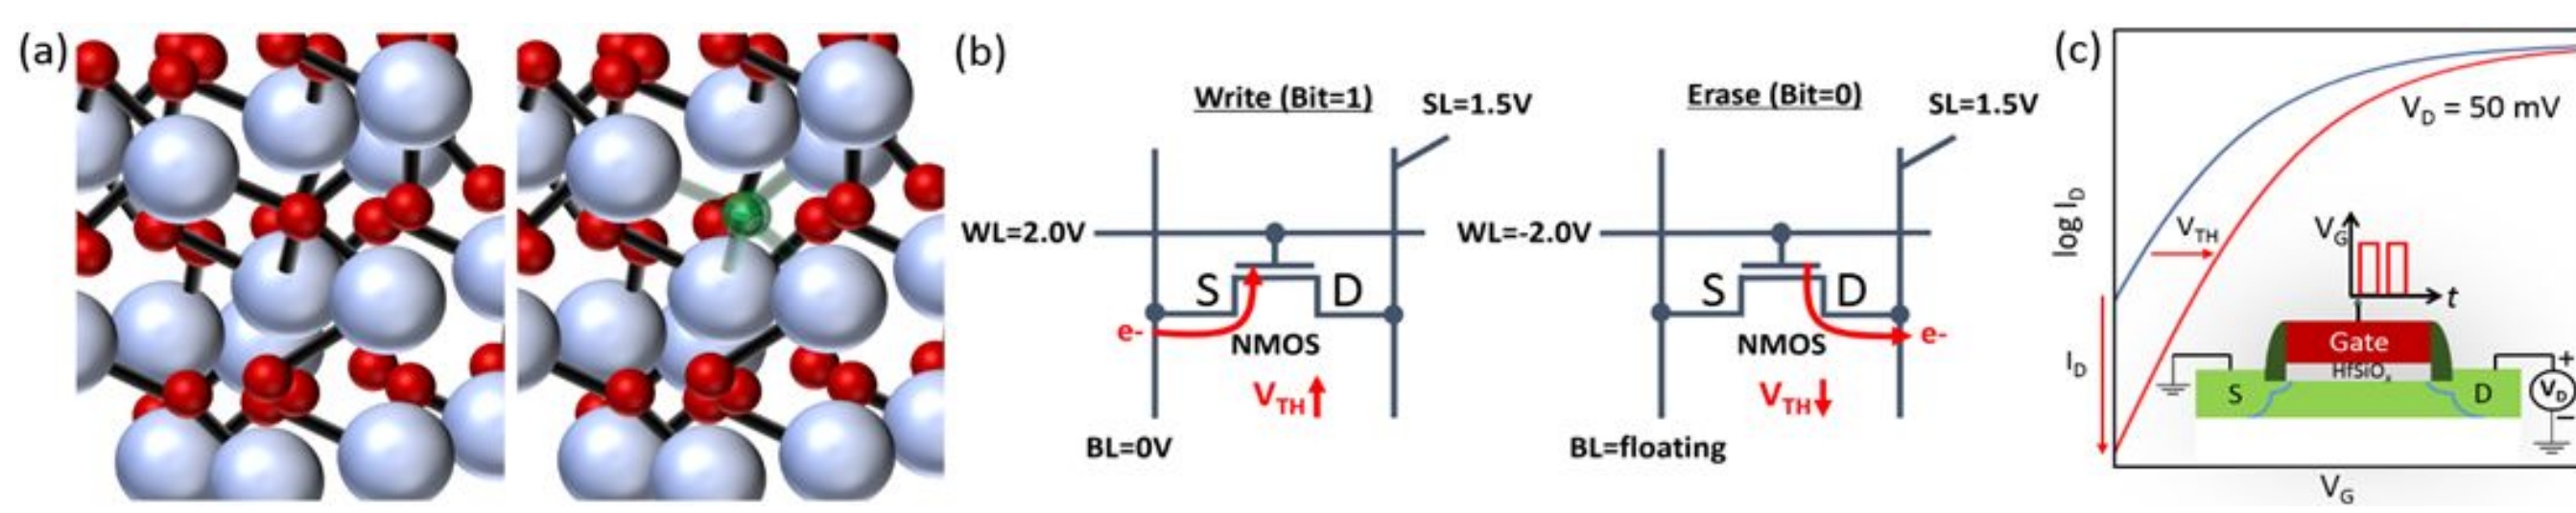 (a)
(b)
Write (Bit=1)
SL=1.5V
WL=2.0V
S
D
e-
NMOS
VTH
BL=0V
Erase (Bit=0)
SL=1.5V
WL=-2.0V
S
D
e-
NMOS
VTH
BL=floating
(c)
VD = 50 mV
log ID
VTH
VG
t
ID
Gate
HfSiOx
S
D
VD
+
−
VG